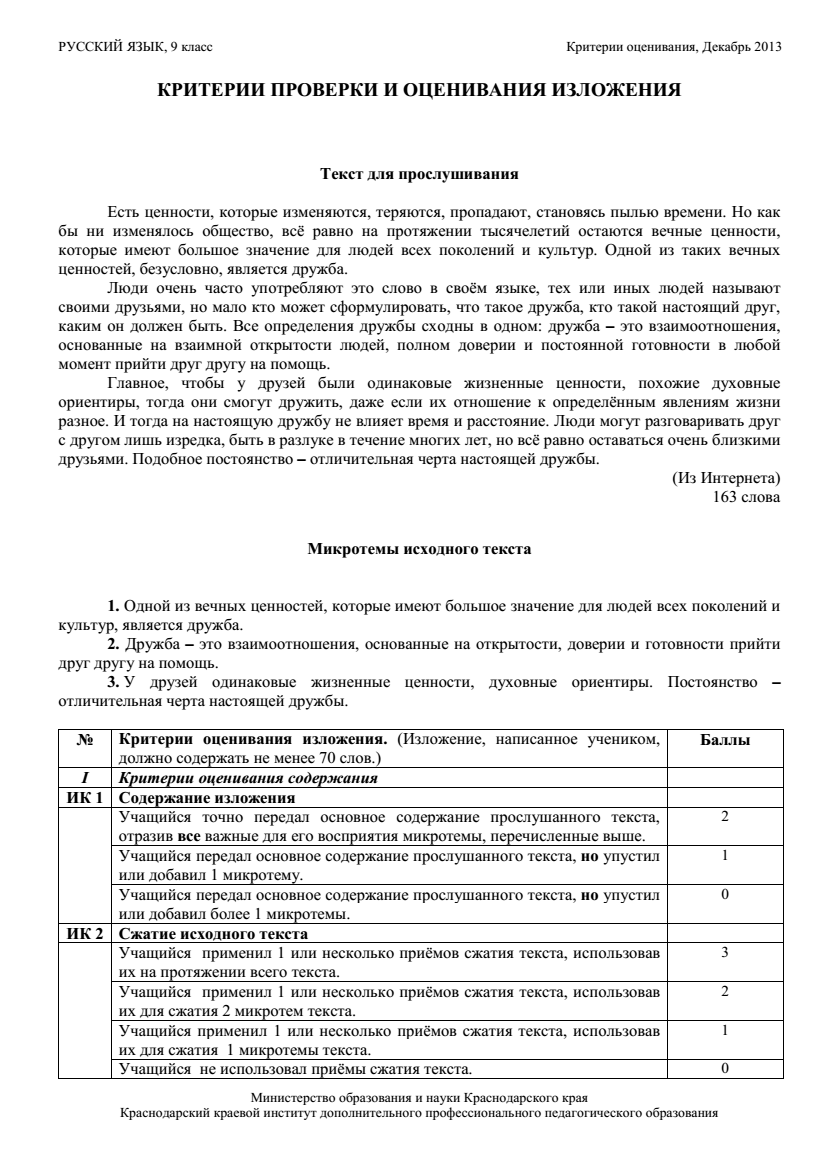 РУССКИЙ ЯЗЫК, 9 класс
Критерии оценивания, Декабрь 2013
КРИТЕРИИ ПРОВЕРКИ И ОЦЕНИВАНИЯ ИЗЛОЖЕНИЯ
Текст для прослушивания
Есть ценности, которые изменяются, теряются, пропадают, становясь пылью времени. Но как
бы ни изменялось общество, всё равно на протяжении тысячелетий остаются вечные ценности,
которые имеют большое значение для людей всех поколений и культур. Одной из таких вечных
ценностей, безусловно, является дружба.
Люди очень часто употребляют это слово в своём языке, тех или иных людей называют
своими друзьями, но мало кто может сформулировать, что такое дружба, кто такой настоящий друг,
каким он должен быть. Все определения дружбы сходны в одном: дружба – это взаимоотношения,
основанные на взаимной открытости людей, полном доверии и постоянной готовности в любой
момент прийти друг другу на помощь.
Главное, чтобы у друзей были одинаковые жизненные ценности, похожие духовные
ориентиры, тогда они смогут дружить, даже если их отношение к определённым явлениям жизни
разное. И тогда на настоящую дружбу не влияет время и расстояние. Люди могут разговаривать друг
с другом лишь изредка, быть в разлуке в течение многих лет, но всё равно оставаться очень близкими
друзьями. Подобное постоянство – отличительная черта настоящей дружбы.
(Из Интернета)
163 слова
Микротемы исходного текста
1. Одной из вечных ценностей, которые имеют большое значение для людей всех поколений и
культур, является дружба.
2. Дружба – это взаимоотношения, основанные на открытости, доверии и готовности прийти
друг другу на помощь.
3. У друзей одинаковые жизненные ценности, духовные ориентиры. Постоянство –
отличительная черта настоящей дружбы.
№ Критерии оценивания изложения. (Изложение, написанное учеником, Баллы
должно содержать не менее 70 слов.)
I Критерии оценивания содержания
ИК 1 Содержание изложения
Учащийся точно передал основное содержание прослушанного текста, 2
отразив все важные для его восприятия микротемы, перечисленные выше.
Учащийся передал основное содержание прослушанного текста, но упустил 1
или добавил 1 микротему.
Учащийся передал основное содержание прослушанного текста, но упустил 0
или добавил более 1 микротемы.
ИК 2 Сжатие исходного текста
Учащийся применил 1 или несколько приёмов сжатия текста, использовав 3
их на протяжении всего текста.
Учащийся применил 1 или несколько приёмов сжатия текста, использовав 2
их для сжатия 2 микротем текста.
Учащийся применил 1 или несколько приёмов сжатия текста, использовав 1
их для сжатия 1 микротемы текста.
Учащийся не использовал приёмы сжатия текста. 0
Министерство образования и науки Краснодарского края
Краснодарский краевой институт дополнительного профессионального педагогического образования